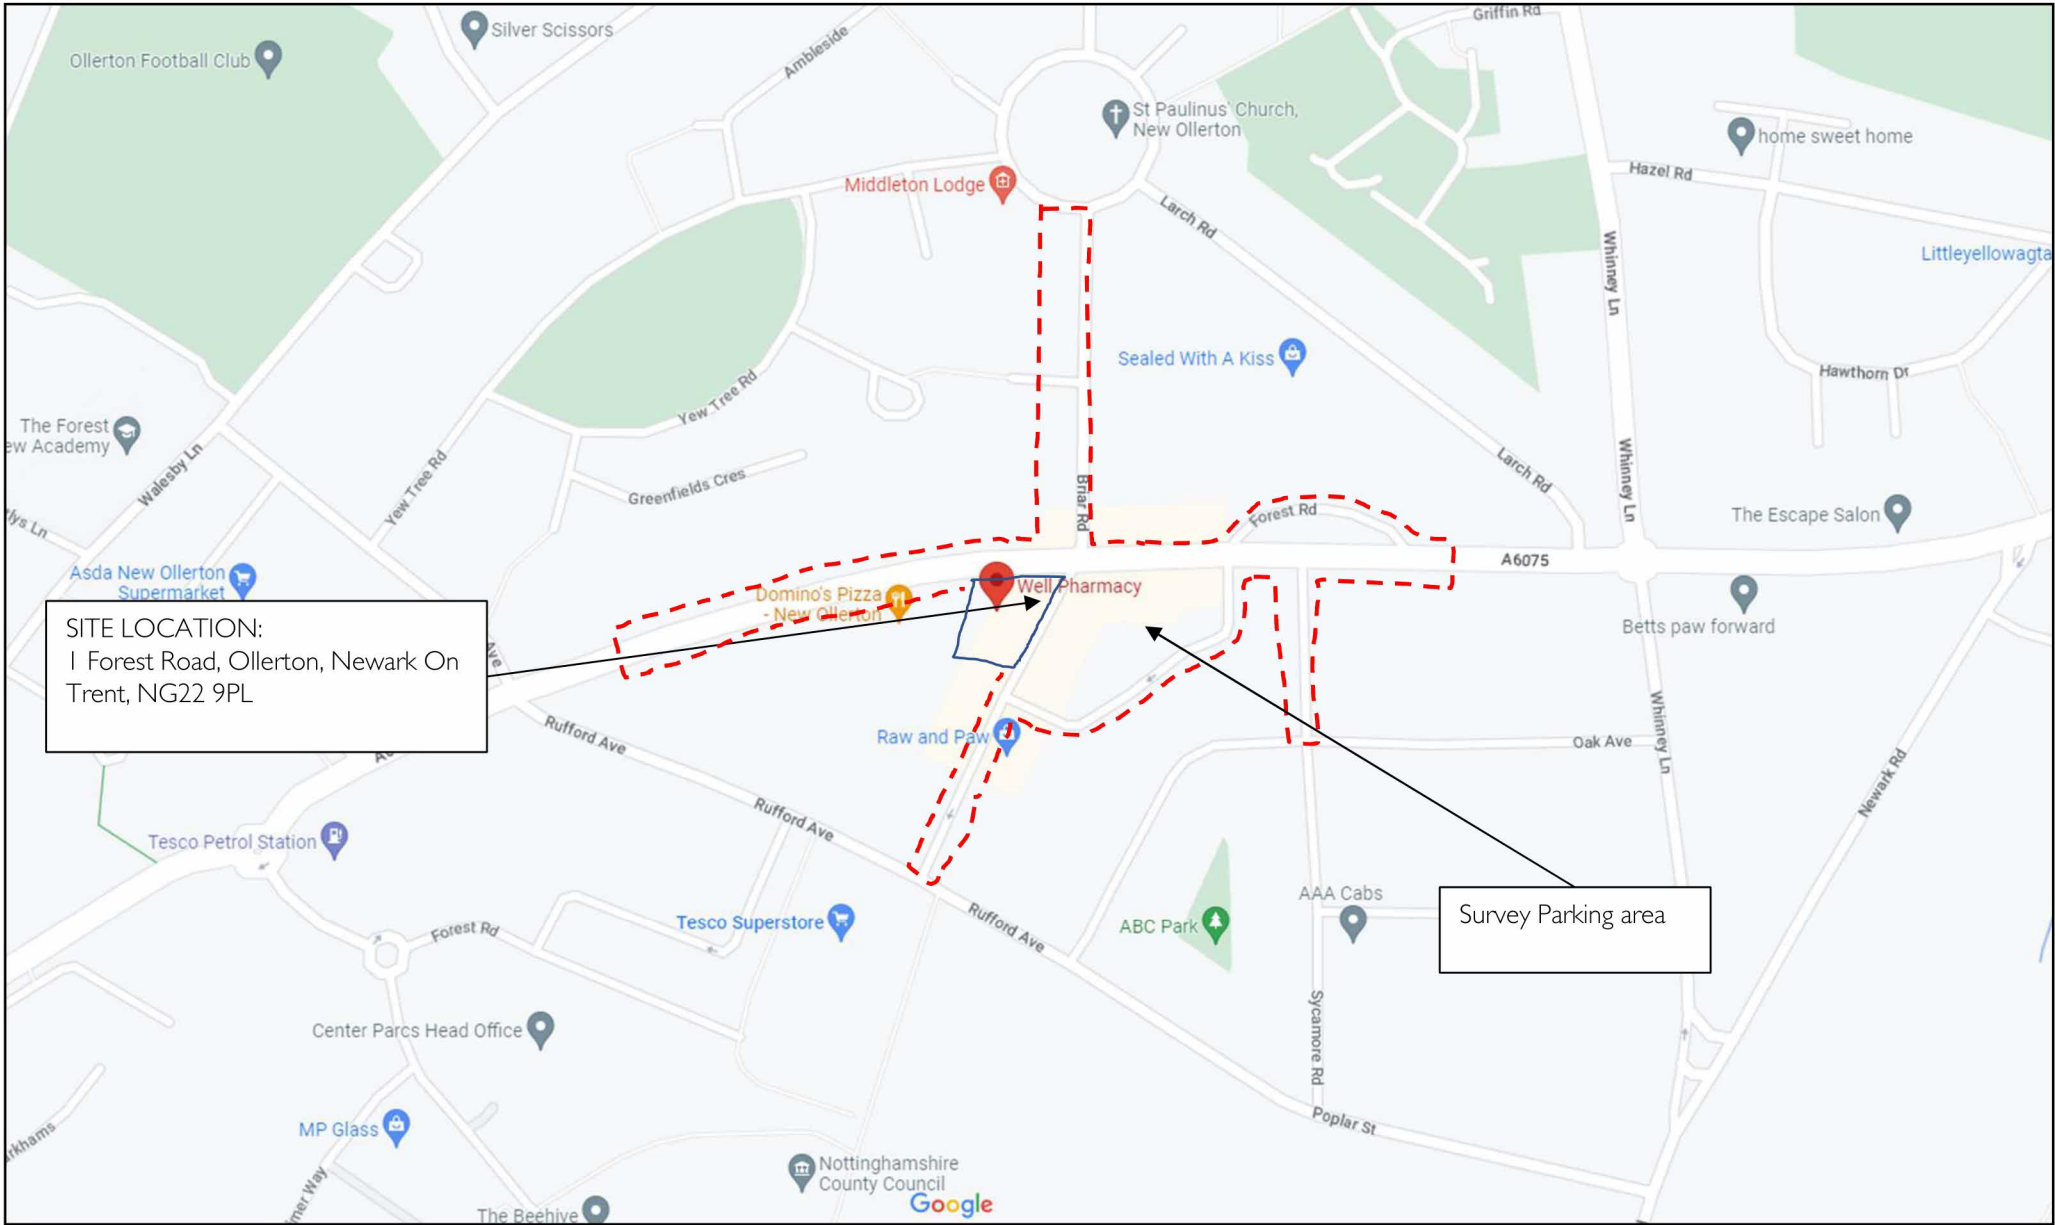 Griffin Rd
Silver Scissors
Ollerton Football Club
Ambleside
St Paulinus' Church,
New Ollerton
home sweet home
Hazel Rd
Middleton Lodge
Larch Rd
Whinney Ln
Littleyellowagta
Sealed With A Kiss
Hawthorn Dr
Yew Tree Rd
The Forest
ew Academy
Walesby Ln
Yew Tree Rd
Greenfields Cres
Briar Rd
Larch Rd
Whinney Ln
Forest Rd
The Escape Salon
tlys Ln
A6075
Asda New Ollerton
Supermarket
Domino's Pizza
- New Ollerton
Well Pharmacy
Betts paw forward
SITE LOCATION:
1 Forest Road, Ollerton, Newark On
Trent, NG22 9PL
Ave
Rufford Ave
Raw and Paw
Oak Ave
Whinney Ln
Newark Rd
Rufford Ave
Tesco Petrol Station
AAA Cabs
Survey Parking area
Tesco Superstore
Rufford Ave
ABC Park
Forest Rd
Sycamore Rd
Center Parcs Head Office
MP Glass
Poplar St
rkhams
Nottinghamshire
County Council
mer Way
Google
The Beehive